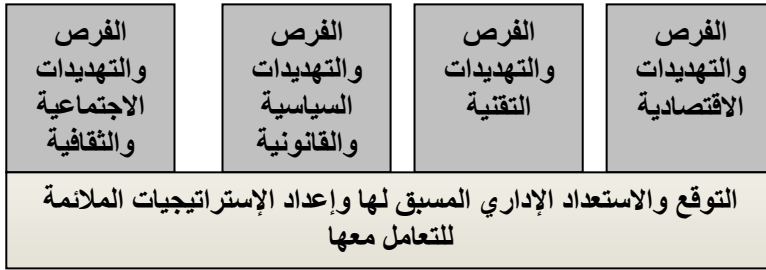 الفرص
والتهديدات
الاقتصادية
الفرص
والتهديدات
التقنية
الفرص
والتهديدات
السياسية
والقانونية
الفرص
والتهديدات
الاجتماعية
والثقافية
التوقع والاستعداد الإداري المسبق لها وإعداد الإستراتيجيات الملائمة
للتعامل معها